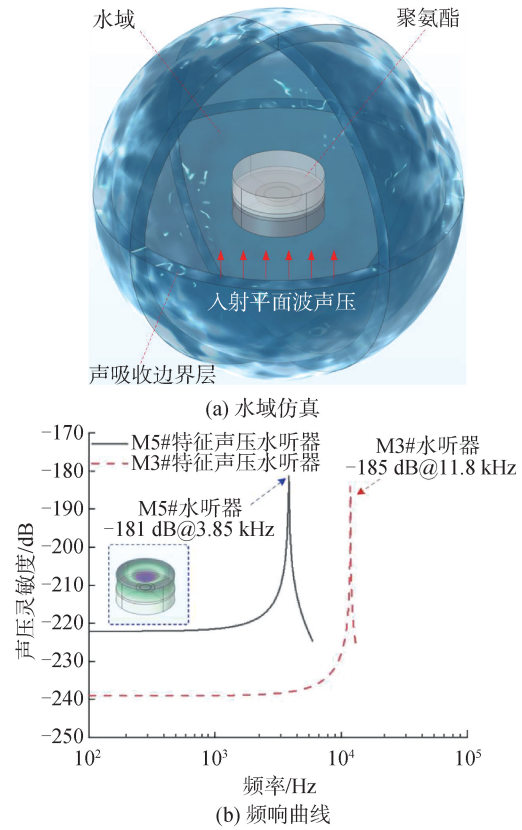 水域
聚氨酯
入射平面波声压
声吸收边界层
(a) 水域仿真
−170
−180
−190
−200
−210
−220
−230
−240
−250
声压灵敏度/dB
M5#特征声压水听器
M3#特征声压水听器
M3#水听器
−185 dB@11.8 kHz
M5#水听器
−181 dB@3.85 kHz
10²
10³
10⁴
10⁵
频率/Hz
(b) 频响曲线